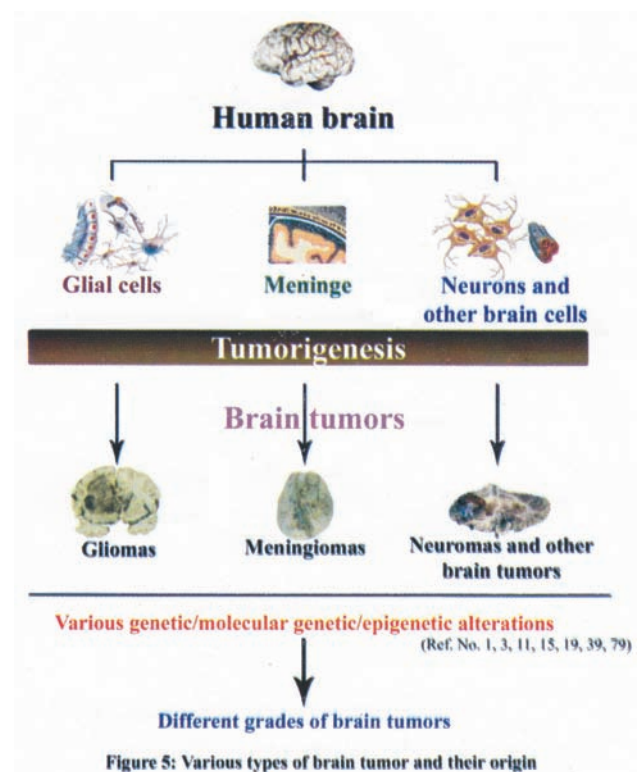 Human brain
Glial cells
Meninge
Neurons and
other brain cells
Tumorigenesis
Brain tumors
Gliomas
Meningiomas
Neuromas and other
brain tumors
Various genetic/molecular genetic/epigenetic alterations
(Ref. No. 1, 3, 11, 15, 19, 39, 79)
Different grades of brain tumors
Figure 5: Various types of brain tumor and their origin